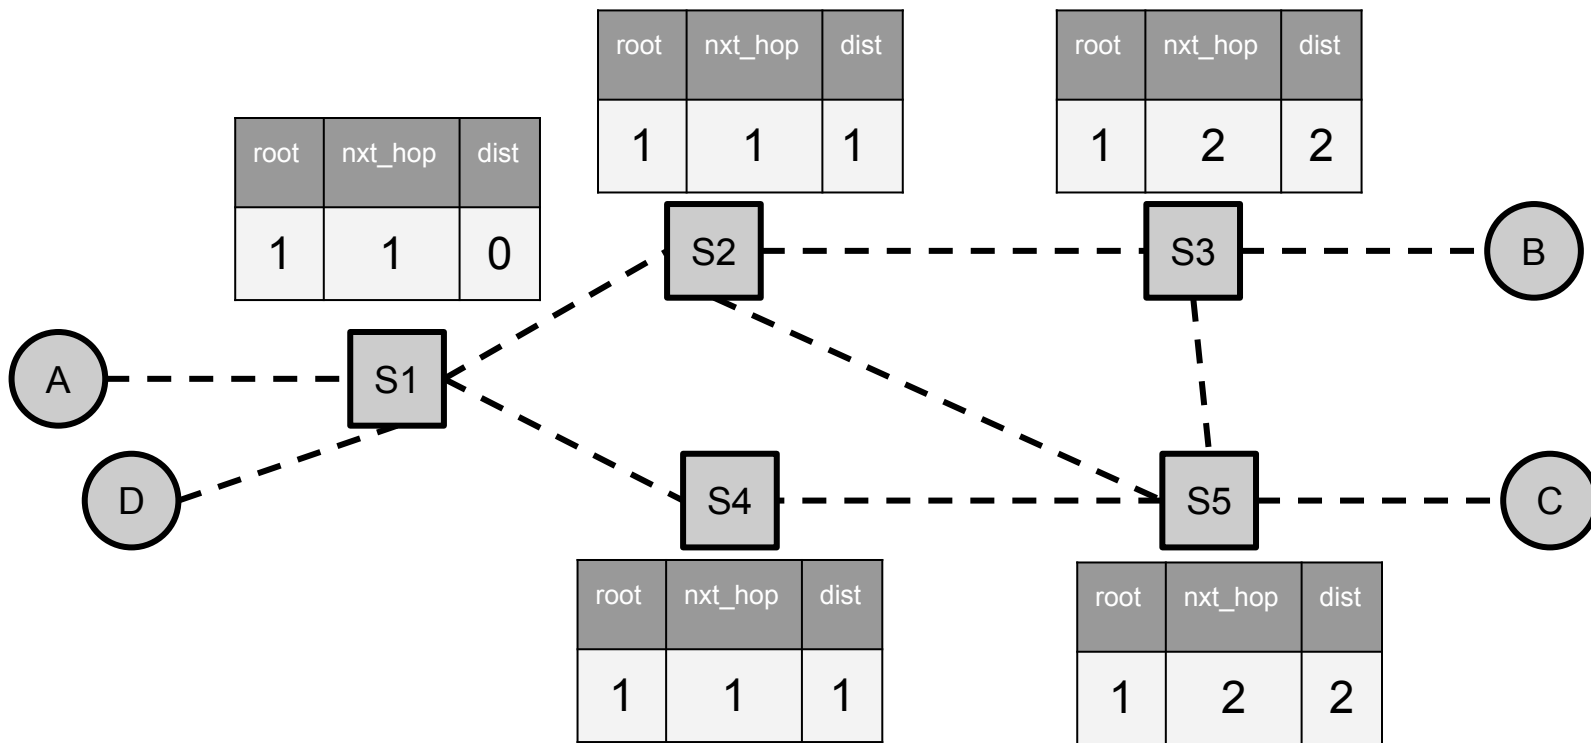 root nxt_hop dist
1 1 1
root nxt_hop dist
1 2 2
root nxt_hop dist
1 1 0
S2
S3
B
A
S1
D
S4
S5
C
root nxt_hop dist
1 1 1
root nxt_hop dist
1 2 2